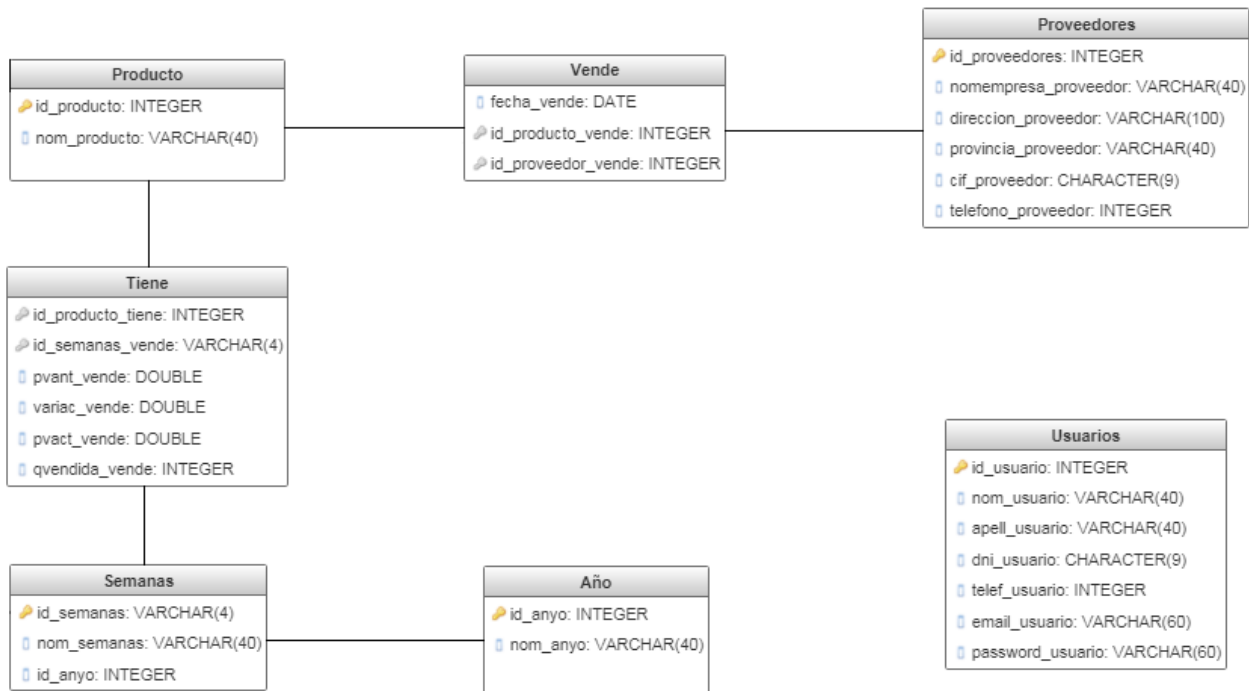 Producto
id_producto: INTEGER
nom_producto: VARCHAR(40)
Vende
fecha_vende: DATE
id_producto_vende: INTEGER
id_proveedor_vende: INTEGER
Proveedores
id_proveedores: INTEGER
nomempresa_proveedor: VARCHAR(40)
direccion_proveedor: VARCHAR(100)
provincia_proveedor: VARCHAR(40)
cif_proveedor: CHARACTER(9)
telefono_proveedor: INTEGER
Tiene
id_producto_tiene: INTEGER
id_semanas_vende: VARCHAR(4)
pvant_vende: DOUBLE
variac_vende: DOUBLE
pvact_vende: DOUBLE
qvendida_vende: INTEGER
Semanas
id_semanas: VARCHAR(4)
nom_semanas: VARCHAR(40)
id_anyo: INTEGER
Año
id_anyo: INTEGER
nom_anyo: VARCHAR(40)
Usuarios
id_usuario: INTEGER
nom_usuario: VARCHAR(40)
apell_usuario: VARCHAR(40)
dni_usuario: CHARACTER(9)
telef_usuario: INTEGER
email_usuario: VARCHAR(60)
password_usuario: VARCHAR(60)